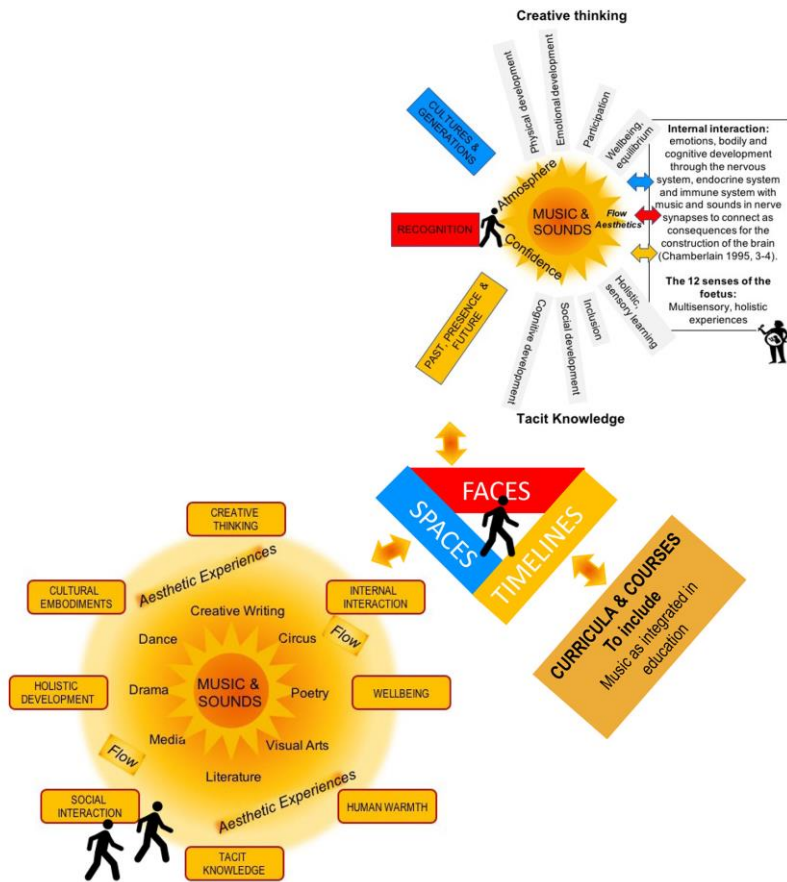 Creative thinking
CULTURES &
GENERATIONS
Physical development
Emotional development
Participation
Wellbeing,
equilibrium
RECOGNITION
Atmosphere
MUSIC &
SOUNDS
Confidence
Flow
Aesthetics
Internal interaction:
emotions, bodily and
cognitive development
through the nervous
system, endocrine system
and immune system with
music and sounds in nerve
synapses to connect as
consequences for the
construction of the brain
(Chamberlain 1995, 3-4).
The 12 senses of the
foetus:
Multisensory, holistic
experiences
PAST, PRESENCE &
FUTURE
Cognitive development
Social development
Inclusion
Holistic,
sensory learning
Tacit Knowledge
FACES
SPACES
TIMELINES
CURRICULA & COURSES
To include
Music as integrated in
education
CREATIVE
THINKING
Aesthetic Experiences
CULTURAL
EMBODIMENTS
INTERNAL
INTERACTION
Creative Writing
Dance
Circus
Flow
HOLISTIC
DEVELOPMENT
Drama
MUSIC &
SOUNDS
Poetry
WELLBEING
Media
Visual Arts
Flow
Literature
SOCIAL
INTERACTION
Aesthetic Experiences
HUMAN WARMTH
TACIT
KNOWLEDGE